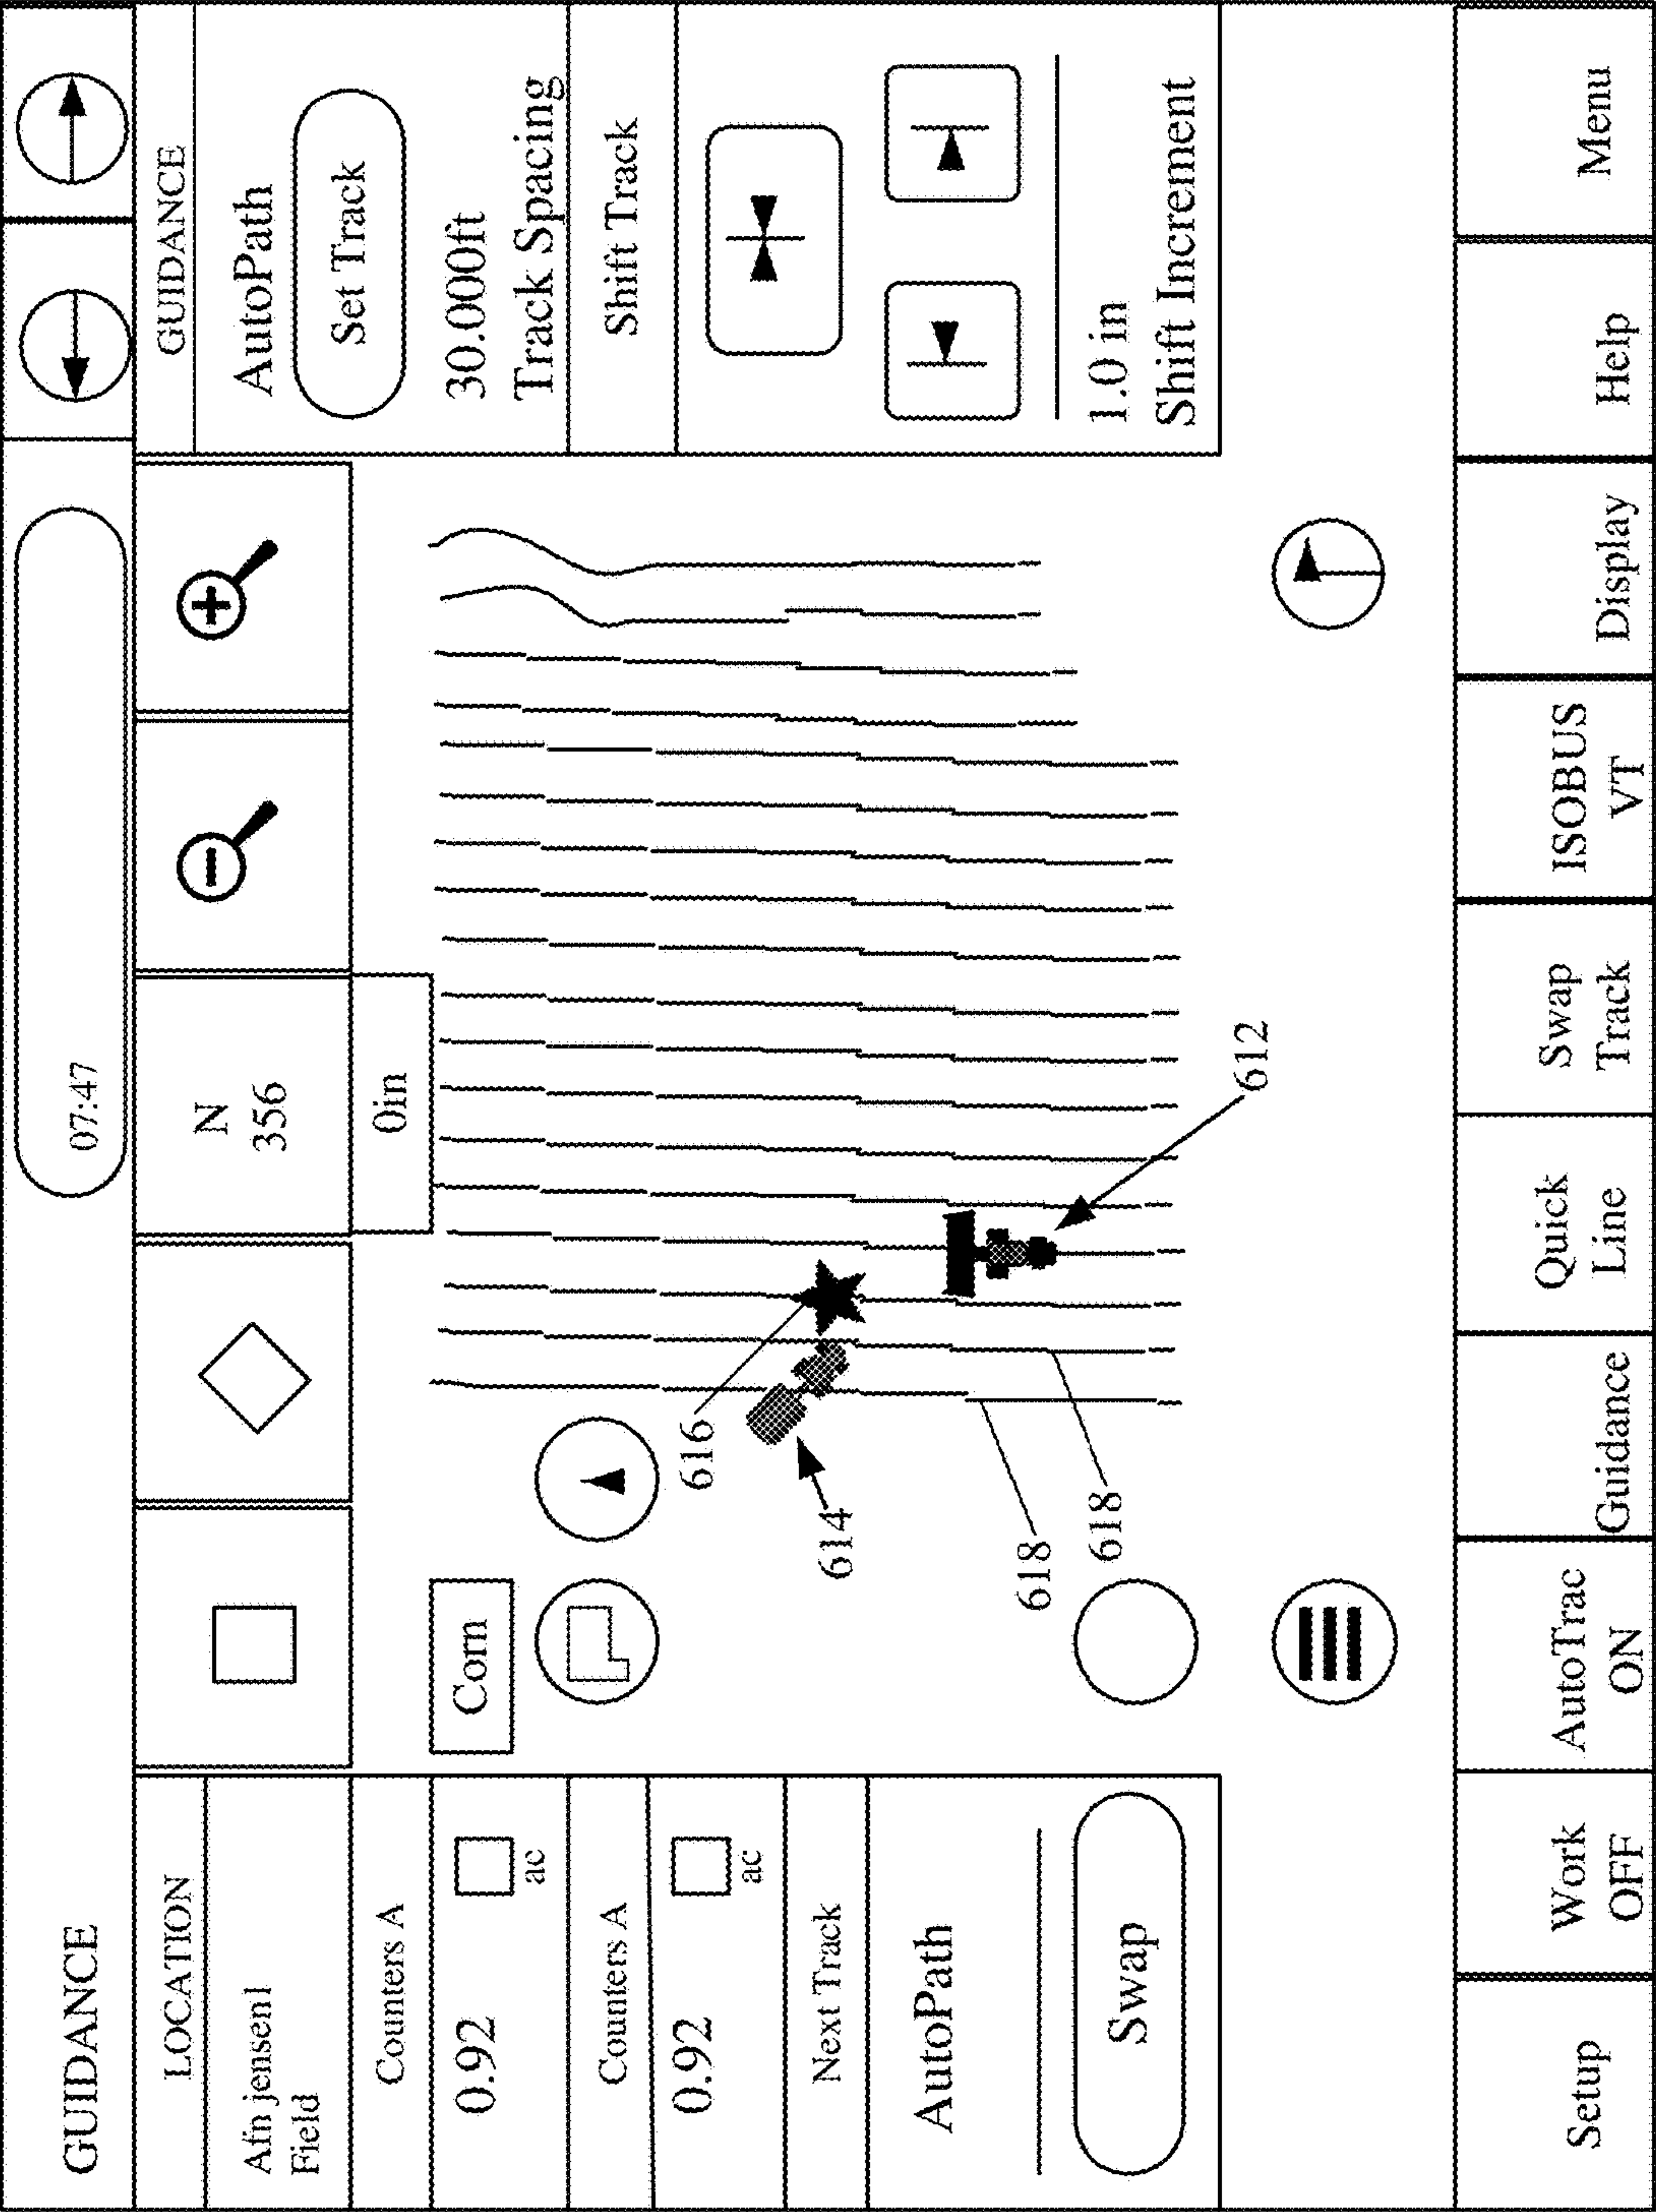 GUIDANCE
07:47
LOCATION
Afn jensen1
Field
Counters A
0.92
ac
Counters A
0.92
ac
Next Track
AutoPath
Swap
N
356
0in
Corn
616
614
618
618
612
GUIDANCE
AutoPath
Set Track
30.000ft
Track Spacing
Shift Track
1.0 in
Shift Increment
Setup
Work
OFF
AutoTrac
ON
Guidance
Quick
Line
Swap
Track
ISOBUS
VT
Display
Help
Menu